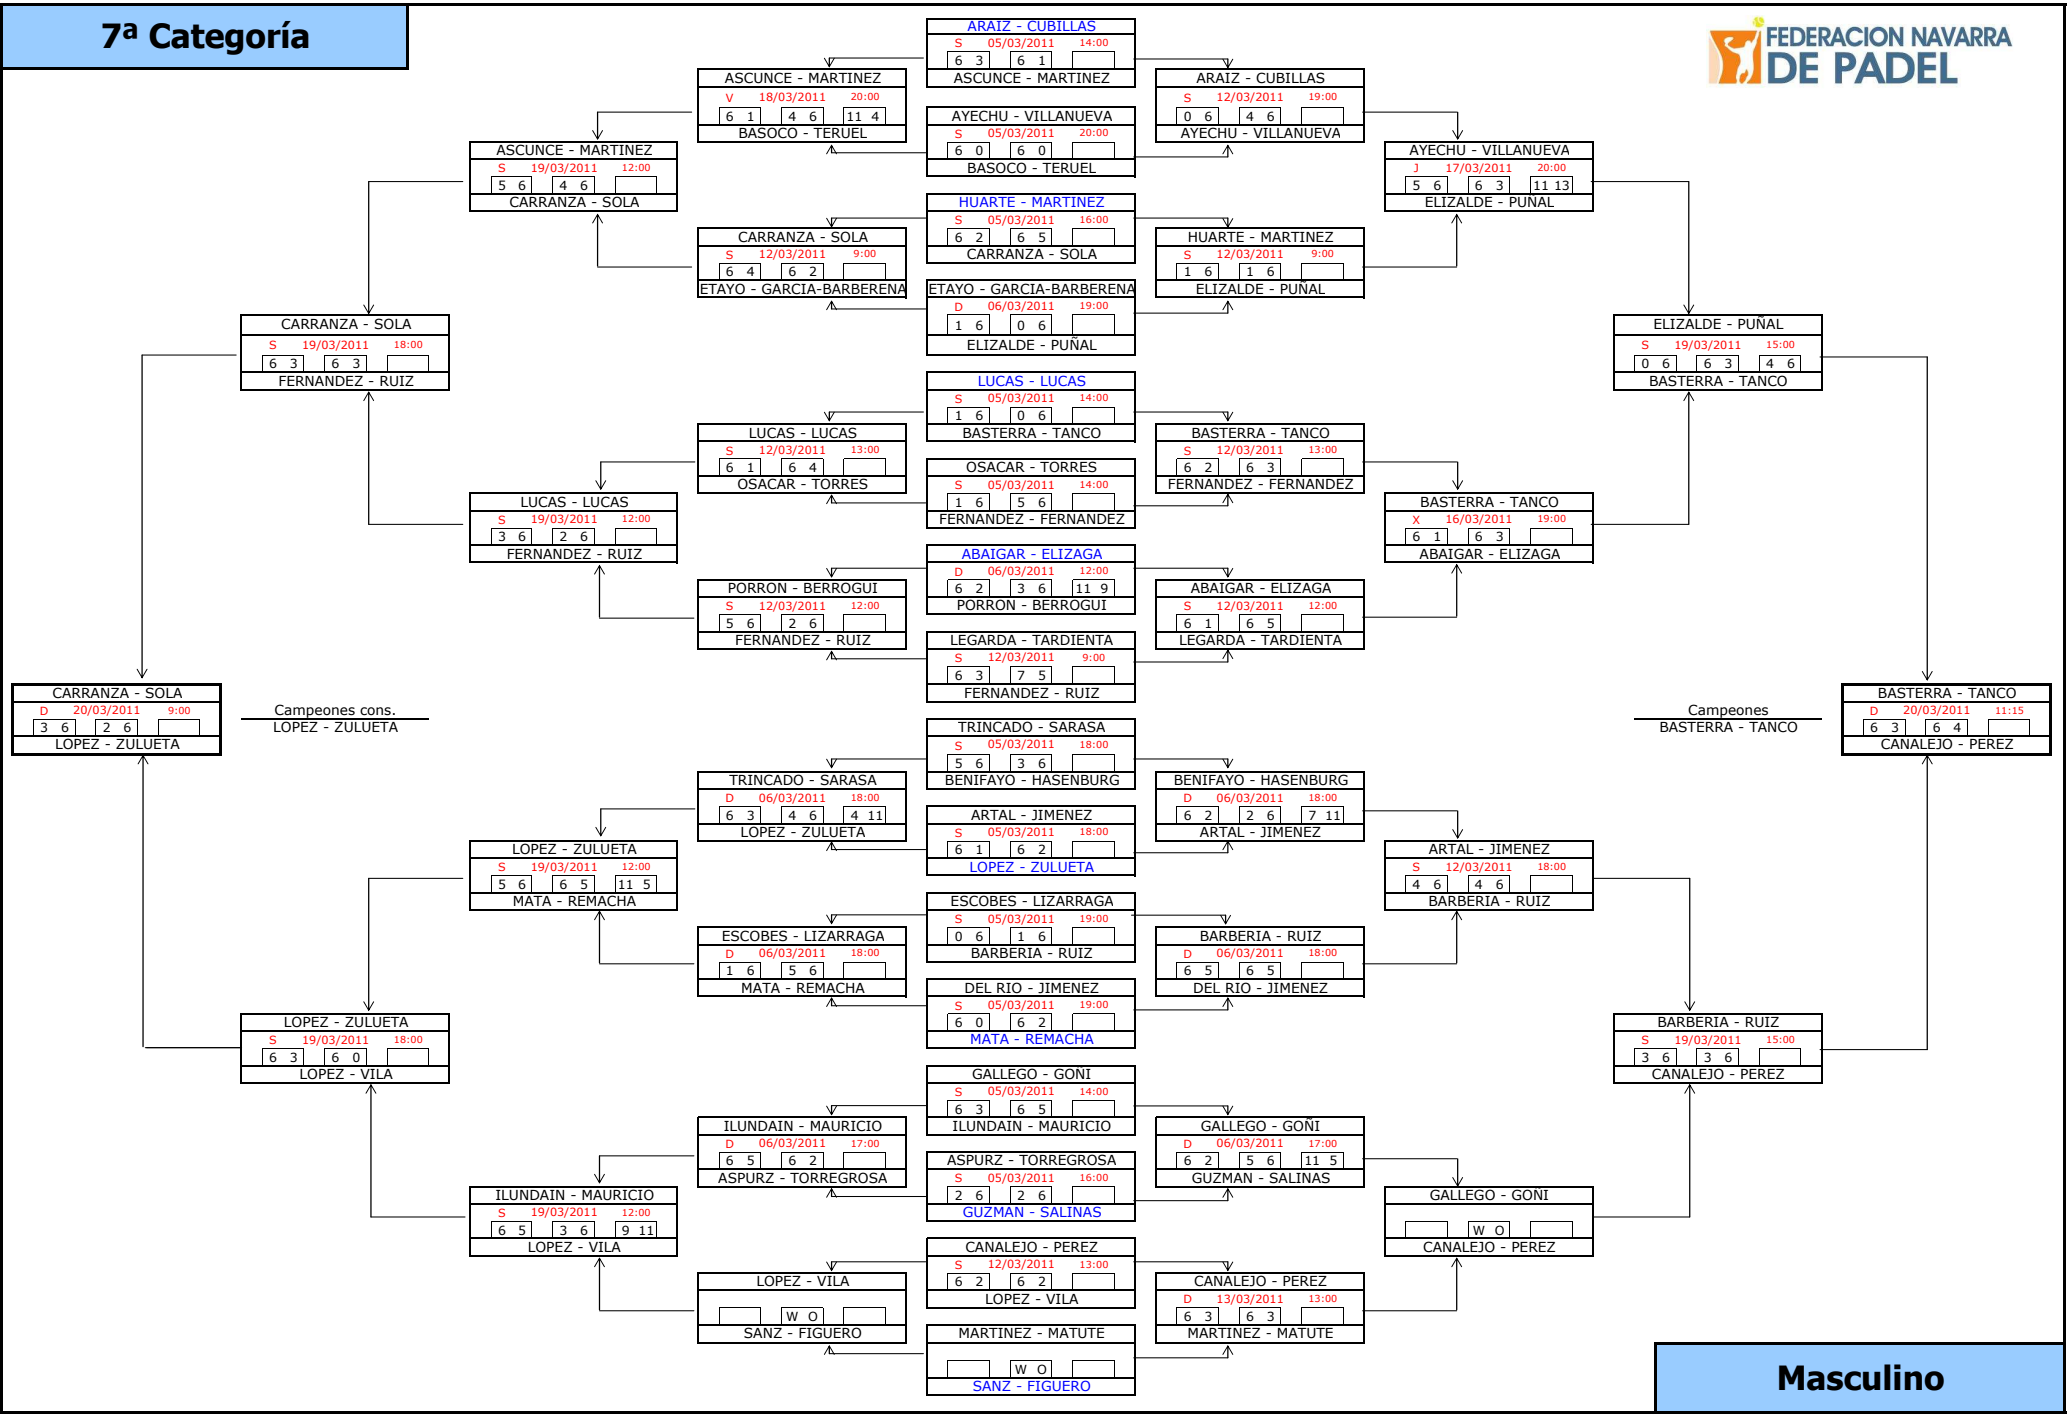 7ª Categoría
FEDERACION NAVARRA
DE PADEL
CARRANZA - SOLA
D 20/03/2011 9:00
3 6 2 6
LOPEZ - ZULUETA
Campeones cons.
LOPEZ - ZULUETA
CARRANZA - SOLA
S 19/03/2011 18:00
6 3 6 3
FERNANDEZ - RUIZ
LOPEZ - ZULUETA
S 19/03/2011 18:00
6 3 6 0
LOPEZ - VILA
ASCUNCE - MARTINEZ
S 19/03/2011 12:00
5 6 4 6
CARRANZA - SOLA
LUCAS - LUCAS
S 19/03/2011 12:00
3 6 2 6
FERNANDEZ - RUIZ
LOPEZ - ZULUETA
S 19/03/2011 12:00
5 6 6 5 11 5
MATA - REMACHA
ILUNDAIN - MAURICIO
S 19/03/2011 12:00
6 5 3 6 9 11
LOPEZ - VILA
ASCUNCE - MARTINEZ
V 18/03/2011 20:00
6 1 4 6 11 4
BASOCO - TERUEL
CARRANZA - SOLA
S 12/03/2011 9:00
6 4 6 2
ETAYO - GARCIA-BARBERENA
LUCAS - LUCAS
S 12/03/2011 13:00
6 1 6 4
OSACAR - TORRES
PORRON - BERROGUI
S 12/03/2011 12:00
5 6 2 6
FERNANDEZ - RUIZ
TRINCADO - SARASA
D 06/03/2011 18:00
6 3 4 6 4 11
LOPEZ - ZULUETA
ESCOBES - LIZARRAGA
D 06/03/2011 18:00
1 6 5 6
MATA - REMACHA
ILUNDAIN - MAURICIO
D 06/03/2011 17:00
6 5 6 2
ASPURZ - TORREGROSA
LOPEZ - VILA
W O
SANZ - FIGUERO
ARAIZ - CUBILLAS
S 05/03/2011 14:00
6 3 6 1
ASCUNCE - MARTINEZ
AYECHU - VILLANUEVA
S 05/03/2011 20:00
6 0 6 0
BASOCO - TERUEL
HUARTE - MARTINEZ
S 05/03/2011 16:00
6 2 6 5
CARRANZA - SOLA
ETAYO - GARCIA-BARBERENA
D 06/03/2011 19:00
1 6 0 6
ELIZALDE - PUÑAL
LUCAS - LUCAS
S 05/03/2011 14:00
1 6 0 6
BASTERRA - TANCO
OSACAR - TORRES
S 05/03/2011 14:00
1 6 5 6
FERNANDEZ - FERNANDEZ
ABAIGAR - ELIZAGA
D 06/03/2011 12:00
6 2 3 6 11 9
PORRON - BERROGUI
LEGARDA - TARDIENTA
S 12/03/2011 9:00
6 3 7 5
FERNANDEZ - RUIZ
TRINCADO - SARASA
S 05/03/2011 18:00
5 6 3 6
BENIFAYO - HASENBURG
ARTAL - JIMENEZ
S 05/03/2011 18:00
6 1 6 2
LOPEZ - ZULUETA
ESCOBES - LIZARRAGA
S 05/03/2011 19:00
0 6 1 6
BARBERIA - RUIZ
DEL RIO - JIMENEZ
S 05/03/2011 19:00
6 0 6 2
MATA - REMACHA
GALLEGO - GOÑI
S 05/03/2011 14:00
6 3 6 5
ILUNDAIN - MAURICIO
ASPURZ - TORREGROSA
S 05/03/2011 16:00
2 6 2 6
GUZMAN - SALINAS
CANALEJO - PEREZ
S 12/03/2011 13:00
6 2 6 2
LOPEZ - VILA
MARTINEZ - MATUTE
W O
SANZ - FIGUERO
ARAIZ - CUBILLAS
S 12/03/2011 19:00
0 6 4 6
AYECHU - VILLANUEVA
HUARTE - MARTINEZ
S 12/03/2011 9:00
1 6 1 6
ELIZALDE - PUÑAL
BASTERRA - TANCO
S 12/03/2011 13:00
6 2 6 3
FERNANDEZ - FERNANDEZ
ABAIGAR - ELIZAGA
S 12/03/2011 12:00
6 1 6 5
LEGARDA - TARDIENTA
BENIFAYO - HASENBURG
D 06/03/2011 18:00
6 2 2 6 7 11
ARTAL - JIMENEZ
BARBERIA - RUIZ
D 06/03/2011 18:00
6 5 6 5
DEL RIO - JIMENEZ
GALLEGO - GOÑI
D 06/03/2011 17:00
6 2 5 6 11 5
GUZMAN - SALINAS
CANALEJO - PEREZ
D 13/03/2011 13:00
6 3 6 3
MARTINEZ - MATUTE
AYECHU - VILLANUEVA
J 17/03/2011 20:00
5 6 6 3 11 13
ELIZALDE - PUÑAL
BASTERRA - TANCO
X 16/03/2011 19:00
6 1 6 3
ABAIGAR - ELIZAGA
ARTAL - JIMENEZ
S 12/03/2011 18:00
4 6 4 6
BARBERIA - RUIZ
GALLEGO - GOÑI
W O
CANALEJO - PEREZ
ELIZALDE - PUÑAL
S 19/03/2011 15:00
0 6 6 3 4 6
BASTERRA - TANCO
BARBERIA - RUIZ
S 19/03/2011 15:00
3 6 3 6
CANALEJO - PEREZ
Campeones
BASTERRA - TANCO
BASTERRA - TANCO
D 20/03/2011 11:15
6 3 6 4
CANALEJO - PEREZ
Masculino